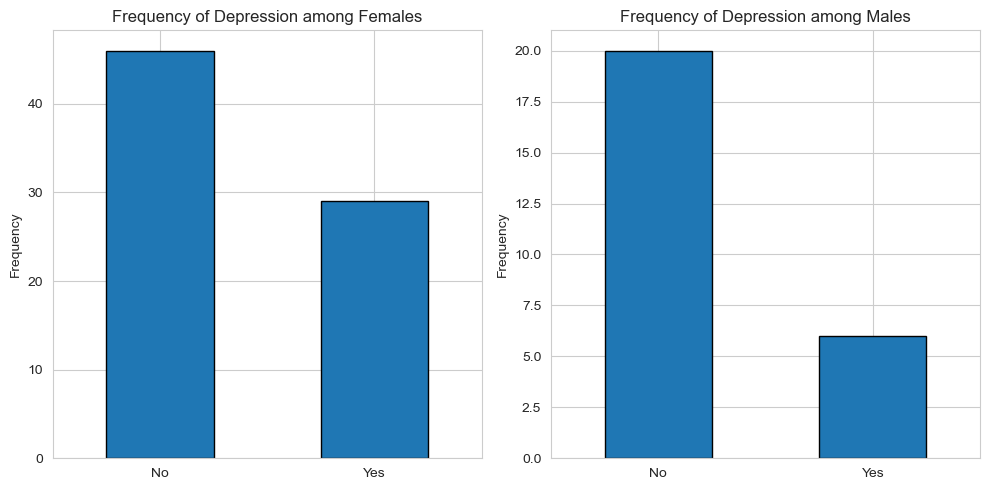 Frequency of Depression among Females
Frequency
40
30
20
10
0
No Yes
Frequency of Depression among Males
Frequency
20.0
17.5
15.0
12.5
10.0
7.5
5.0
2.5
0.0
No Yes